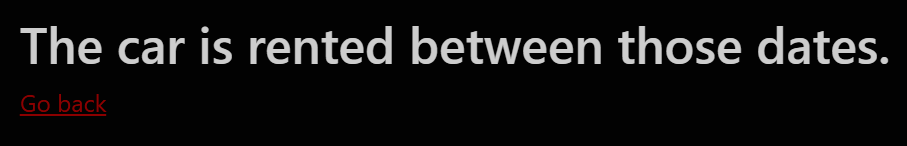 The car is rented between those dates.
Go back